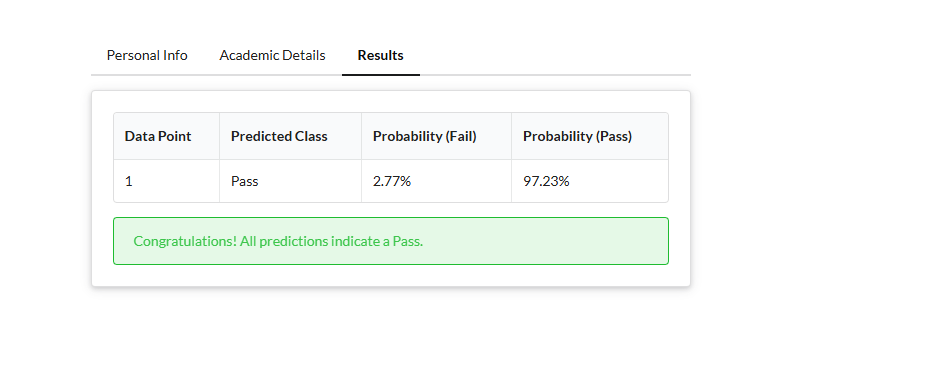 Personal Info Academic Details Results
Data Point Predicted Class Probability (Fail) Probability (Pass)
1 Pass 2.77% 97.23%
Congratulations! All predictions indicate a Pass.